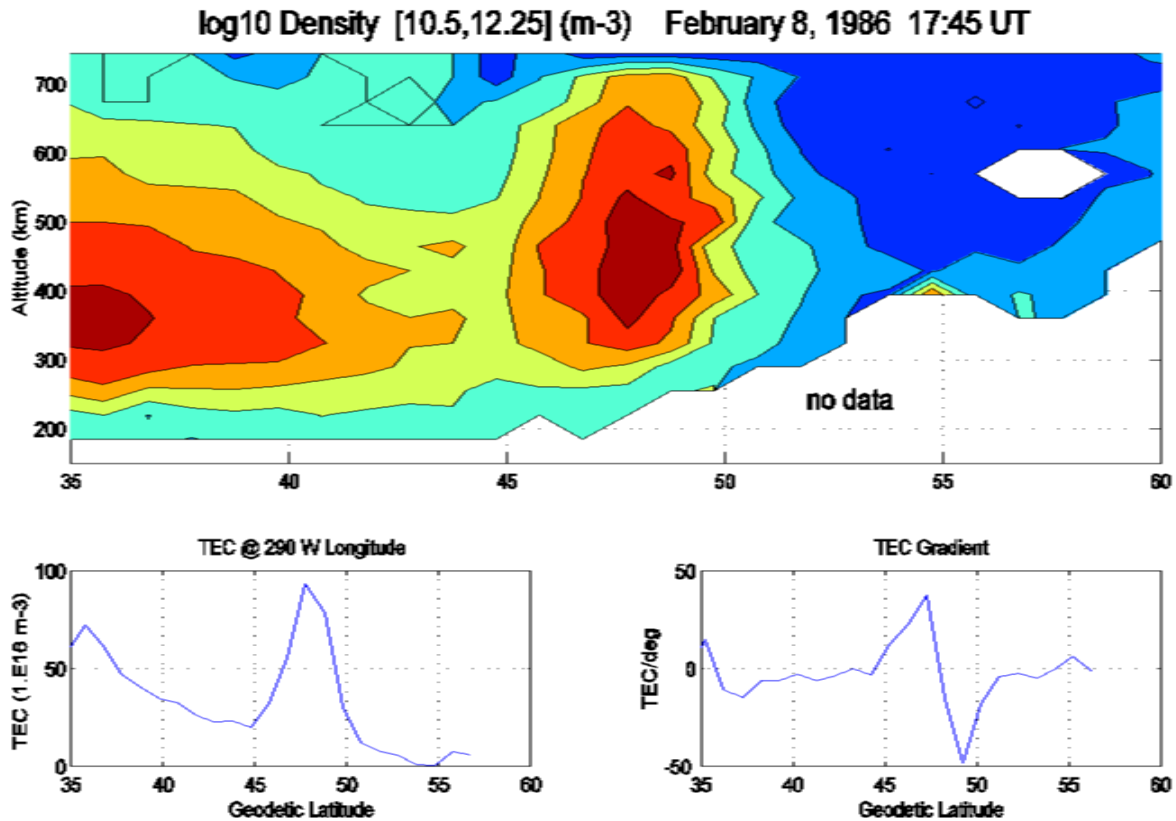 log10 Density [10.5,12.25] (m-3) February 8, 1986 17:45 UT
Altitude (km)
700
600
500
400
300
200
no data
35 40 45 50 55 60
TEC @ 290 W Longitude
TEC (1.E16 m-3)
100
50
0
35 40 45 50 55 60
Geodetic Latitude
TEC Gradient
TEC/deg
50
0
-50
35 40 45 50 55 60
Geodetic Latitude